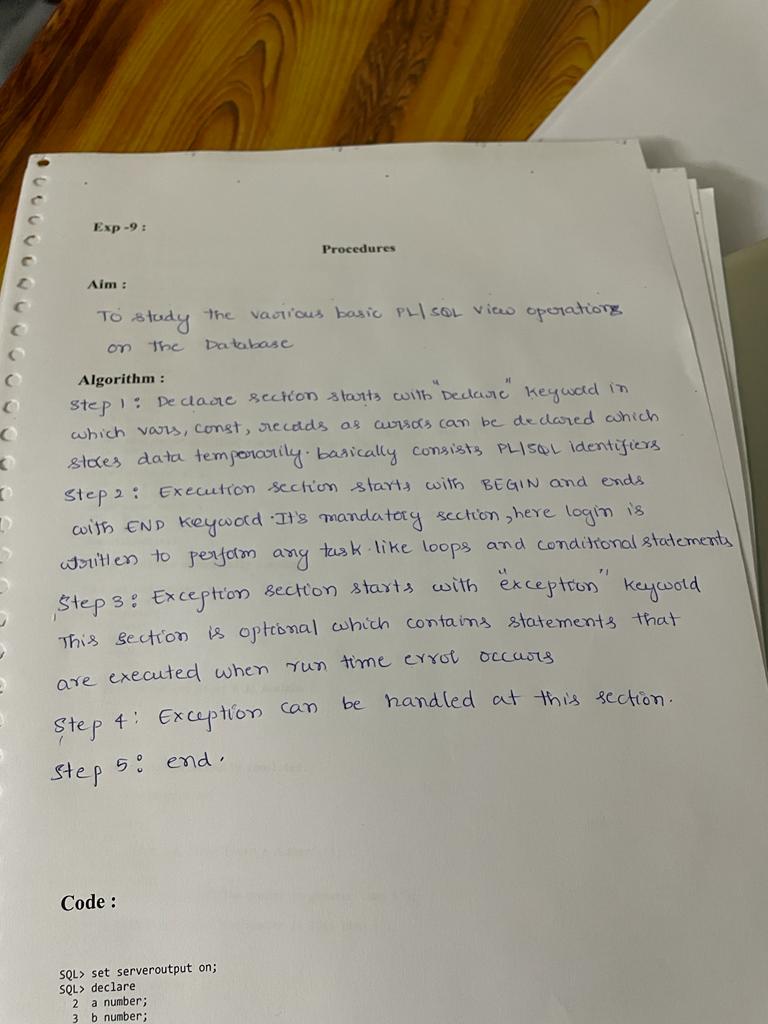 Exp -9 :
Procedures
Aim :
To study the various basic PL/SQL view operations
on the Database
Algorithm :
Step 1: Declare section starts with "Declare" keyword in
which vars, const, records as cursors can be declared which
stores data temporarily. basically consists PL/SQL identifiers
Step 2: Execution section starts with BEGIN and ends
with END keyword. It's mandatory section, here login is
written to perform any task like loops and conditional statements
Step 3: Exception section starts with "exception" keyword
This section is optional which contains statements that
are executed when run time error occurs
Step 4: Exception can be handled at this section.
Step 5: end.
Code :
SQL> set serveroutput on;
SQL> declare
2 a number;
3 b number;